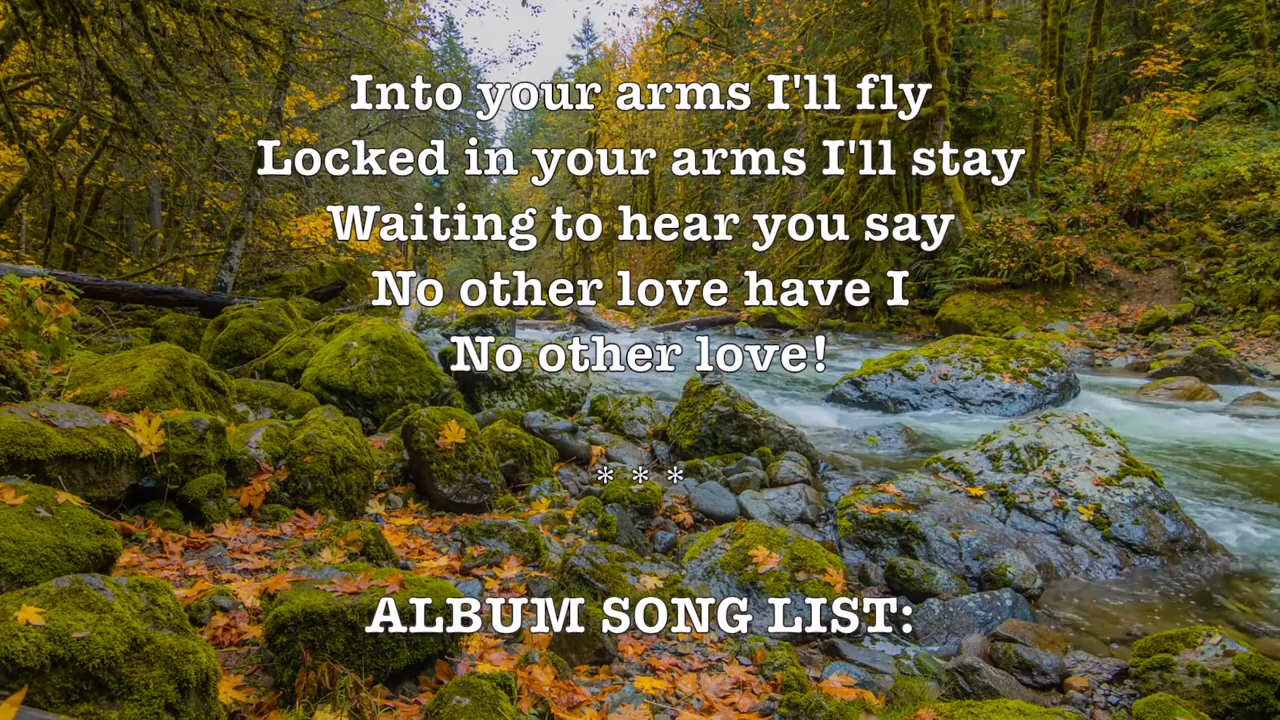 Into your arms I'll fly
Locked in your arms I'll stay
Waiting to hear you say
No other love have I
No other love!
* * *
ALBUM SONG LIST: